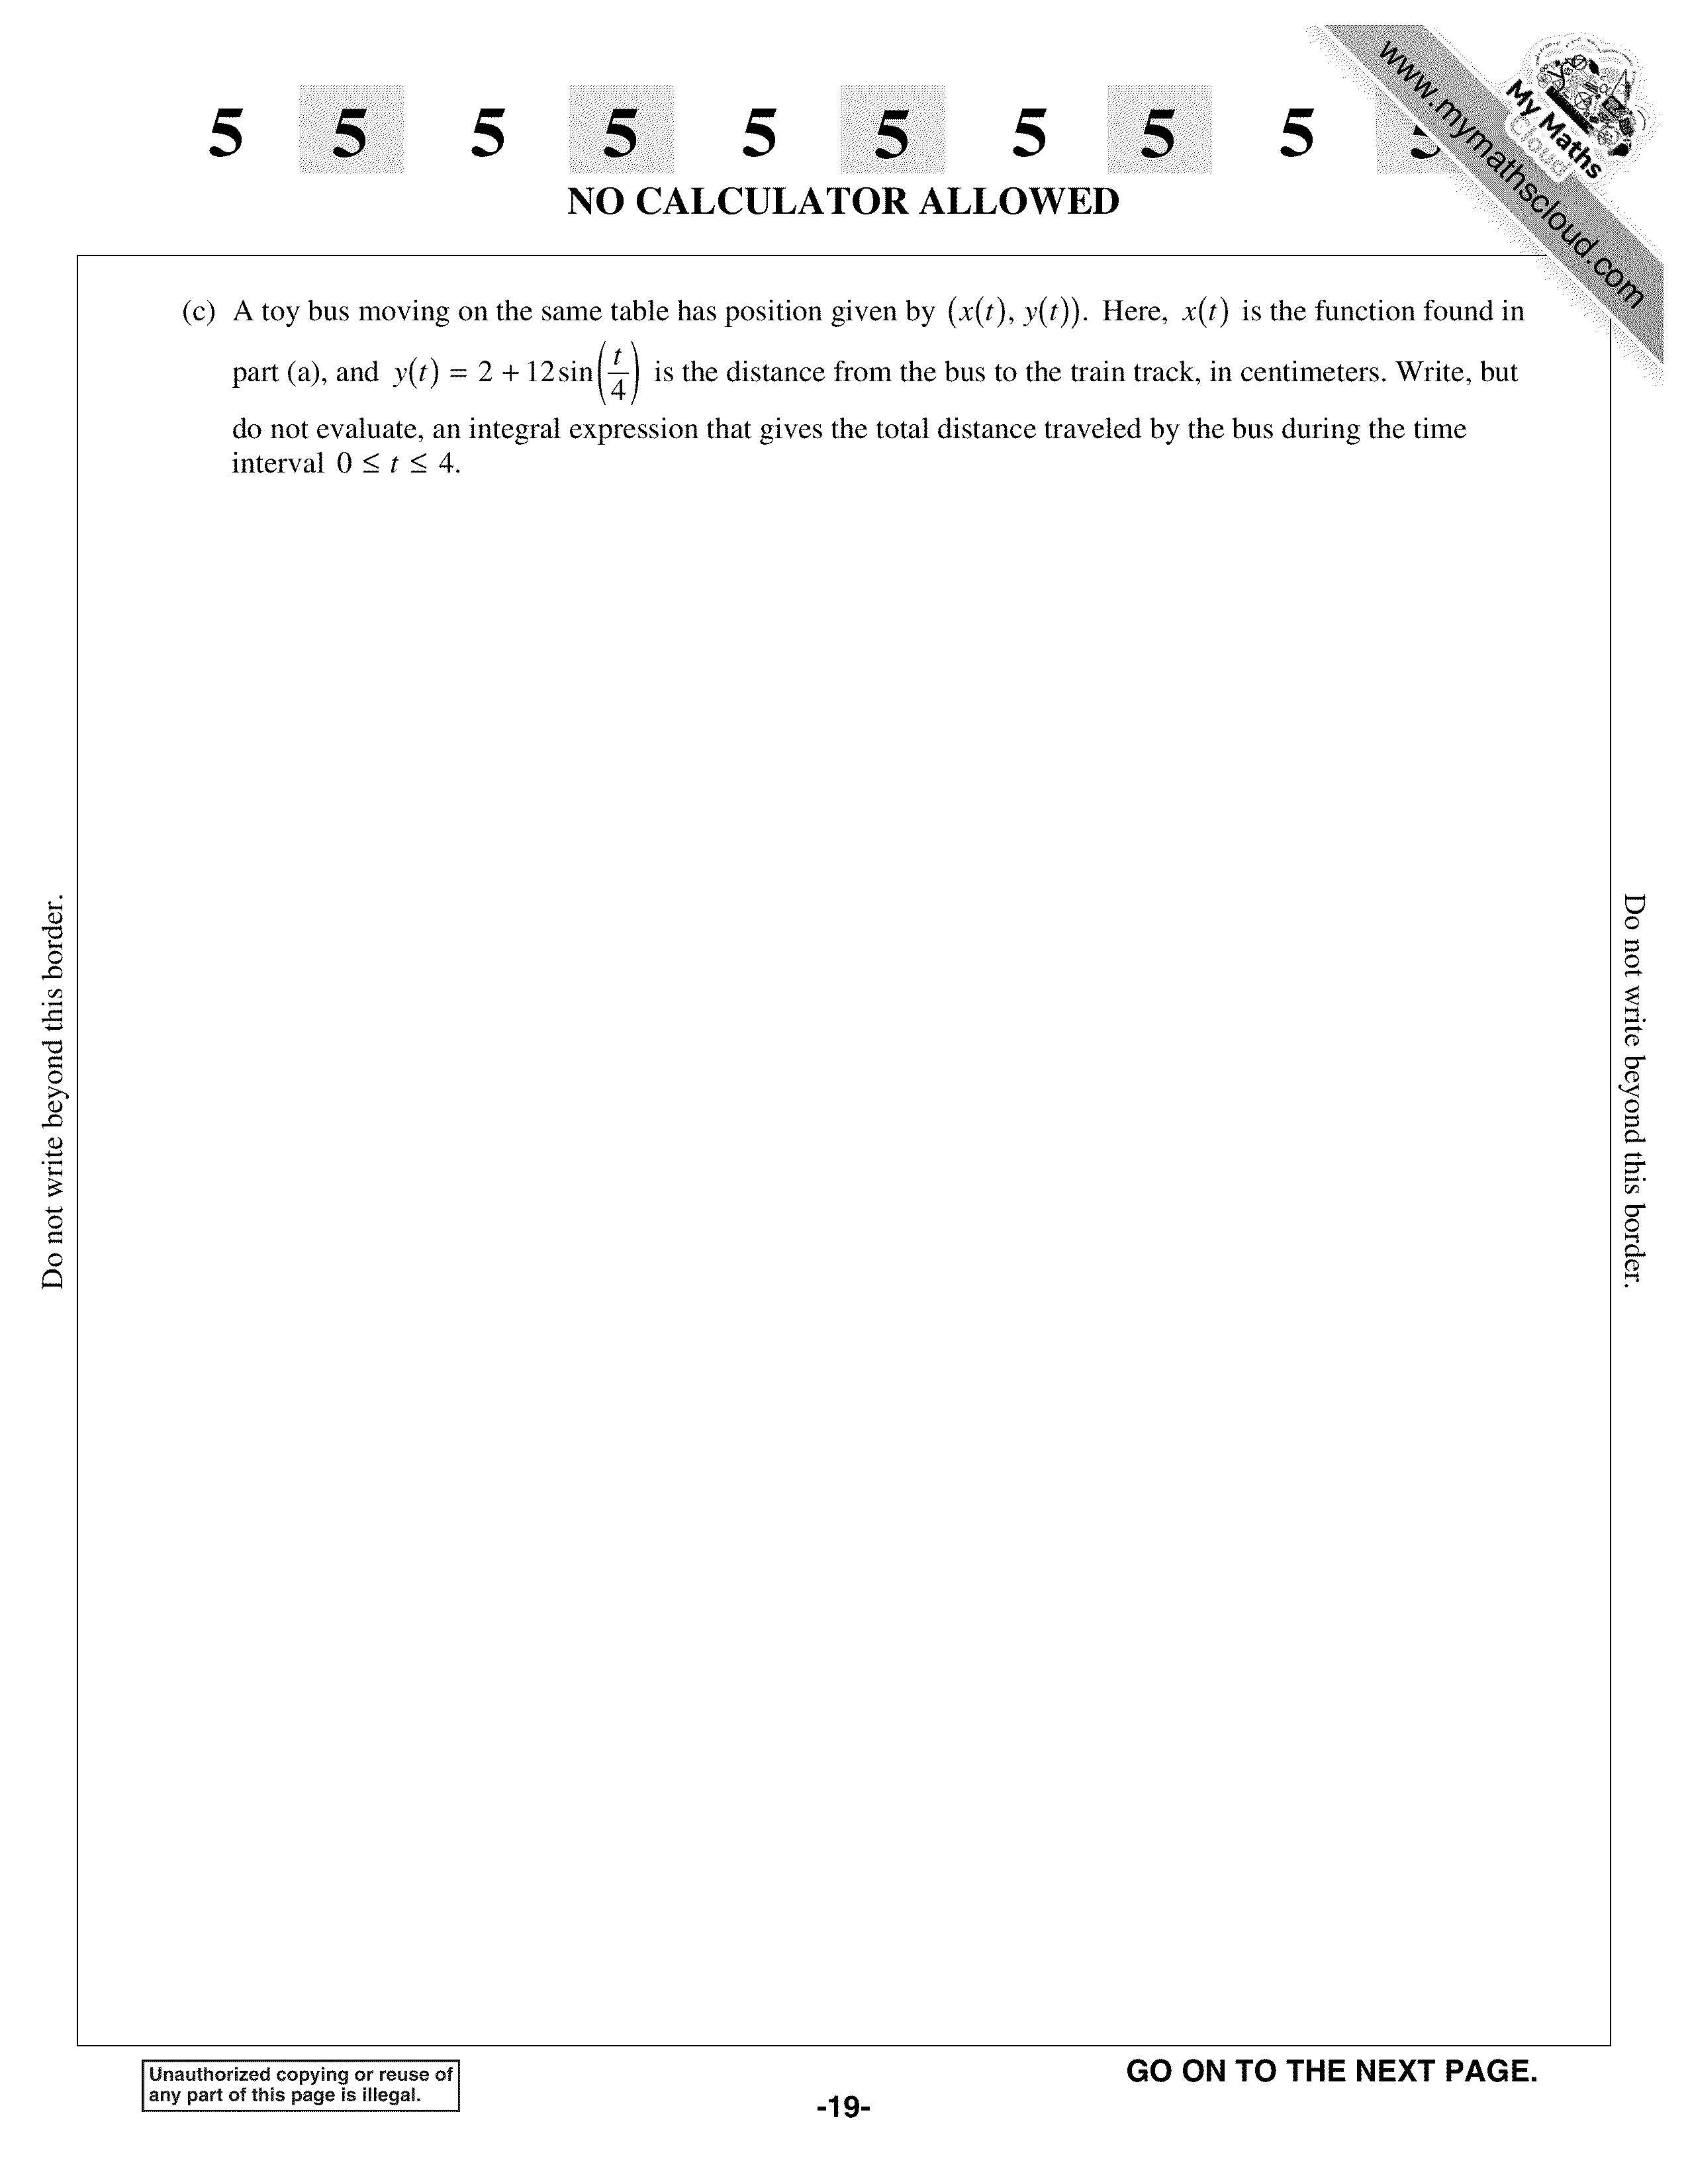 5 5 5 5 5 5 5 5 5 5
NO CALCULATOR ALLOWED
www.mymathscloud.com
My Maths
Cloud
(c) A toy bus moving on the same table has position given by (x(t), y(t)). Here, x(t) is the function found in
part (a), and y(t) = 2 + 12 sin(t/4) is the distance from the bus to the train track, in centimeters. Write, but
do not evaluate, an integral expression that gives the total distance traveled by the bus during the time
interval 0 ≤ t ≤ 4.
Do not write beyond this border.
Do not write beyond this border.
Unauthorized copying or reuse of
any part of this page is illegal.
GO ON TO THE NEXT PAGE.
-19-